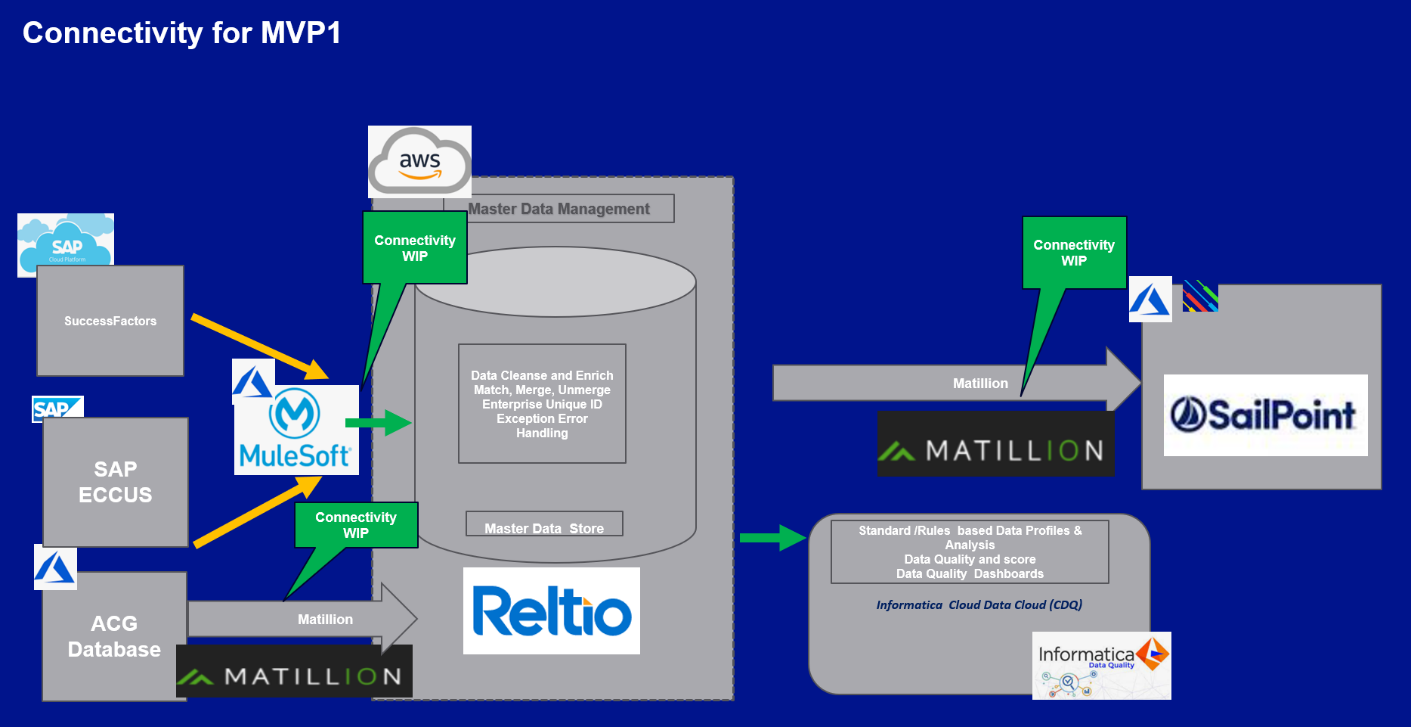 Connectivity for MVP1
aws
Master Data Management
Connectivity
WIP
SAP
Cloud Platform
SuccessFactors
MuleSoft
SAP
SAP
ECCUS
Data Cleanse and Enrich
Match, Merge, Unmerge
Enterprise Unique ID
Exception Error
Handling
Master Data Store
Reltio
Connectivity
WIP
ACG
Database
Matillion
MATILLION
Connectivity
WIP
Matillion
MATILLION
SailPoint
Standard /Rules based Data Profiles &
Analysis
Data Quality and score
Data Quality Dashboards
Informatica Cloud Data Cloud (CDQ)
Informatica
Data Quality